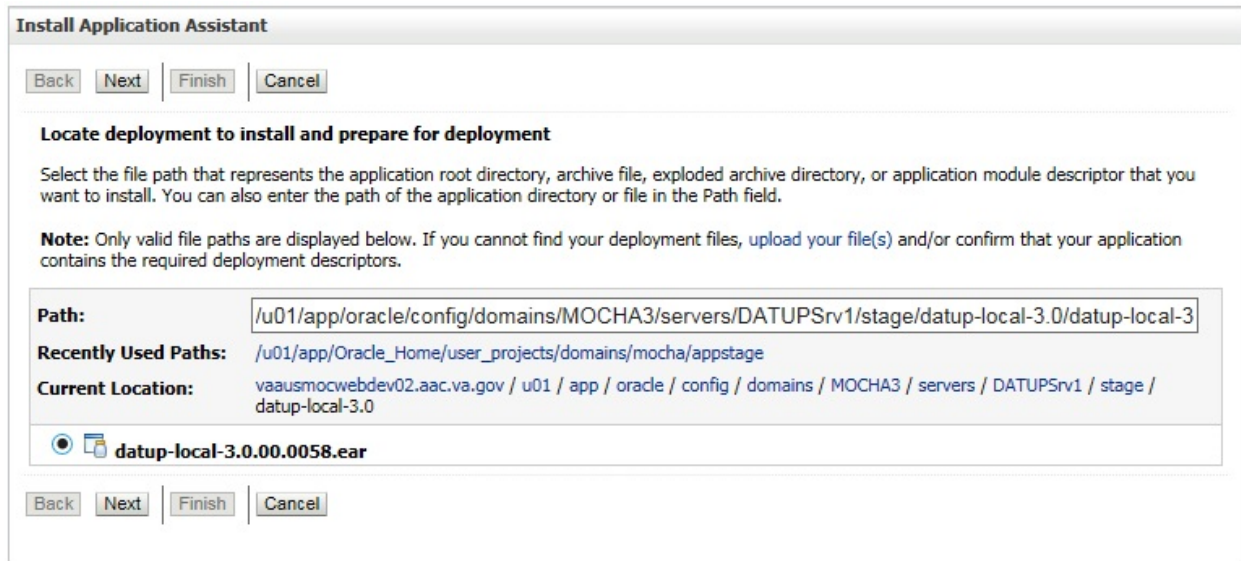 Install Application Assistant
Back Next Finish Cancel
Locate deployment to install and prepare for deployment
Select the file path that represents the application root directory, archive file, exploded archive directory, or application module descriptor that you
want to install. You can also enter the path of the application directory or file in the Path field.
Note: Only valid file paths are displayed below. If you cannot find your deployment files, upload your file(s) and/or confirm that your application
contains the required deployment descriptors.
Path: /u01/app/oracle/config/domains/MOCHA3/servers/DATUPSrv1/stage/datup-local-3.0/datup-local-3
Recently Used Paths: /u01/app/Oracle_Home/user_projects/domains/mocha/appstage
Current Location: vaausmocwebdev02.aac.va.gov / u01 / app / oracle / config / domains / MOCHA3 / servers / DATUPSrv1 / stage /
datup-local-3.0
datup-local-3.0.00.0058.ear
Back Next Finish Cancel